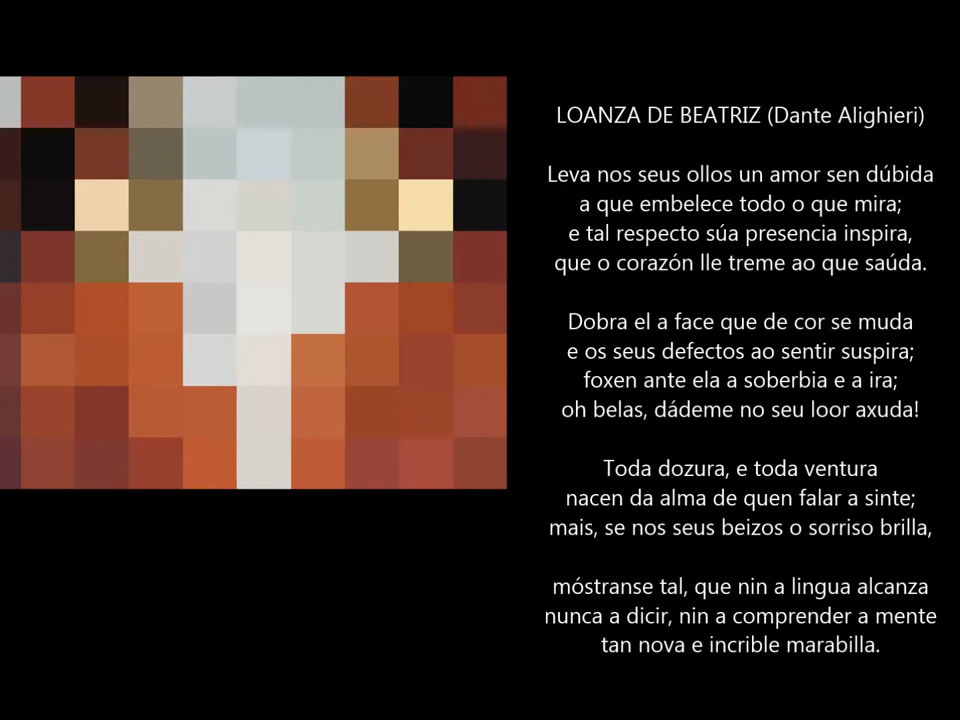 LOANZA DE BEATRIZ (Dante Alighieri)
Leva nos seus ollos un amor sen dúbida
a que embelece todo o que mira;
e tal respecto súa presencia inspira,
que o corazón lle treme ao que saúda.
Dobra el a face que de cor se muda
e os seus defectos ao sentir suspira;
foxen ante ela a soberbia e a ira;
oh belas, dádeme no seu loor axuda!
Toda dozura, e toda ventura
nacen da alma de quen falar a sinte;
mais, se nos seus beizos o sorriso brilla,
móstranse tal, que nin a lingua alcanza
nunca a dicir, nin a comprender a mente
tan nova e incrible marabilla.